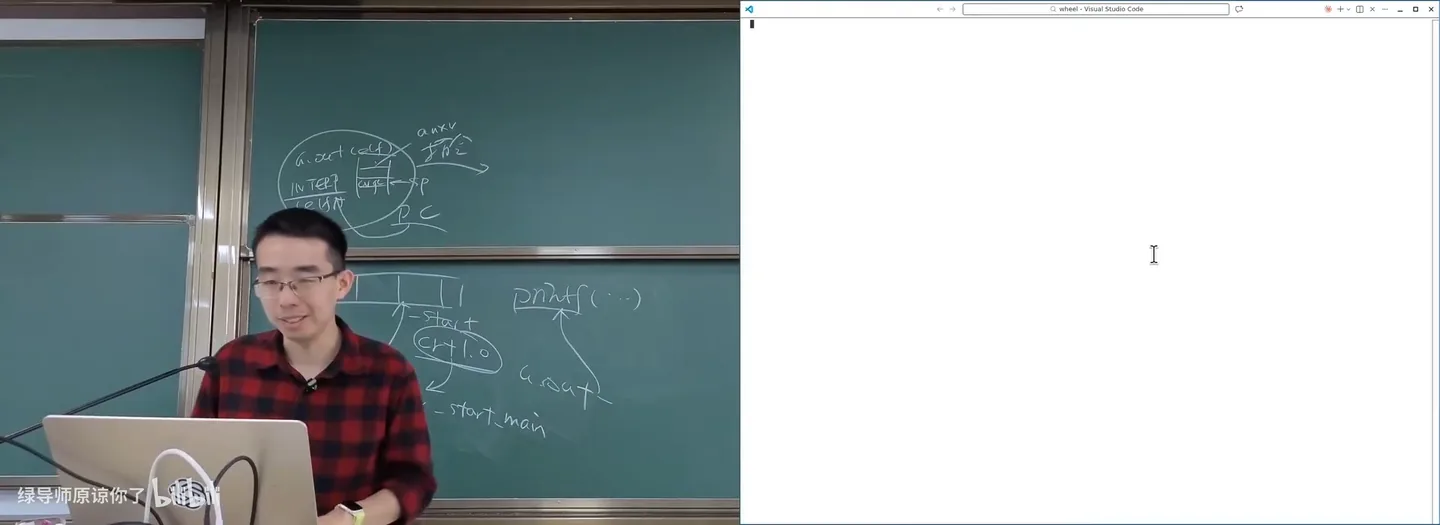 auxv
a.out (elf)
INTERP
P
PC
printf(...)
_start
crt1.o
a.out
_start_main
绿导师原谅你了 bilibili
wheel - Visual Studio Code